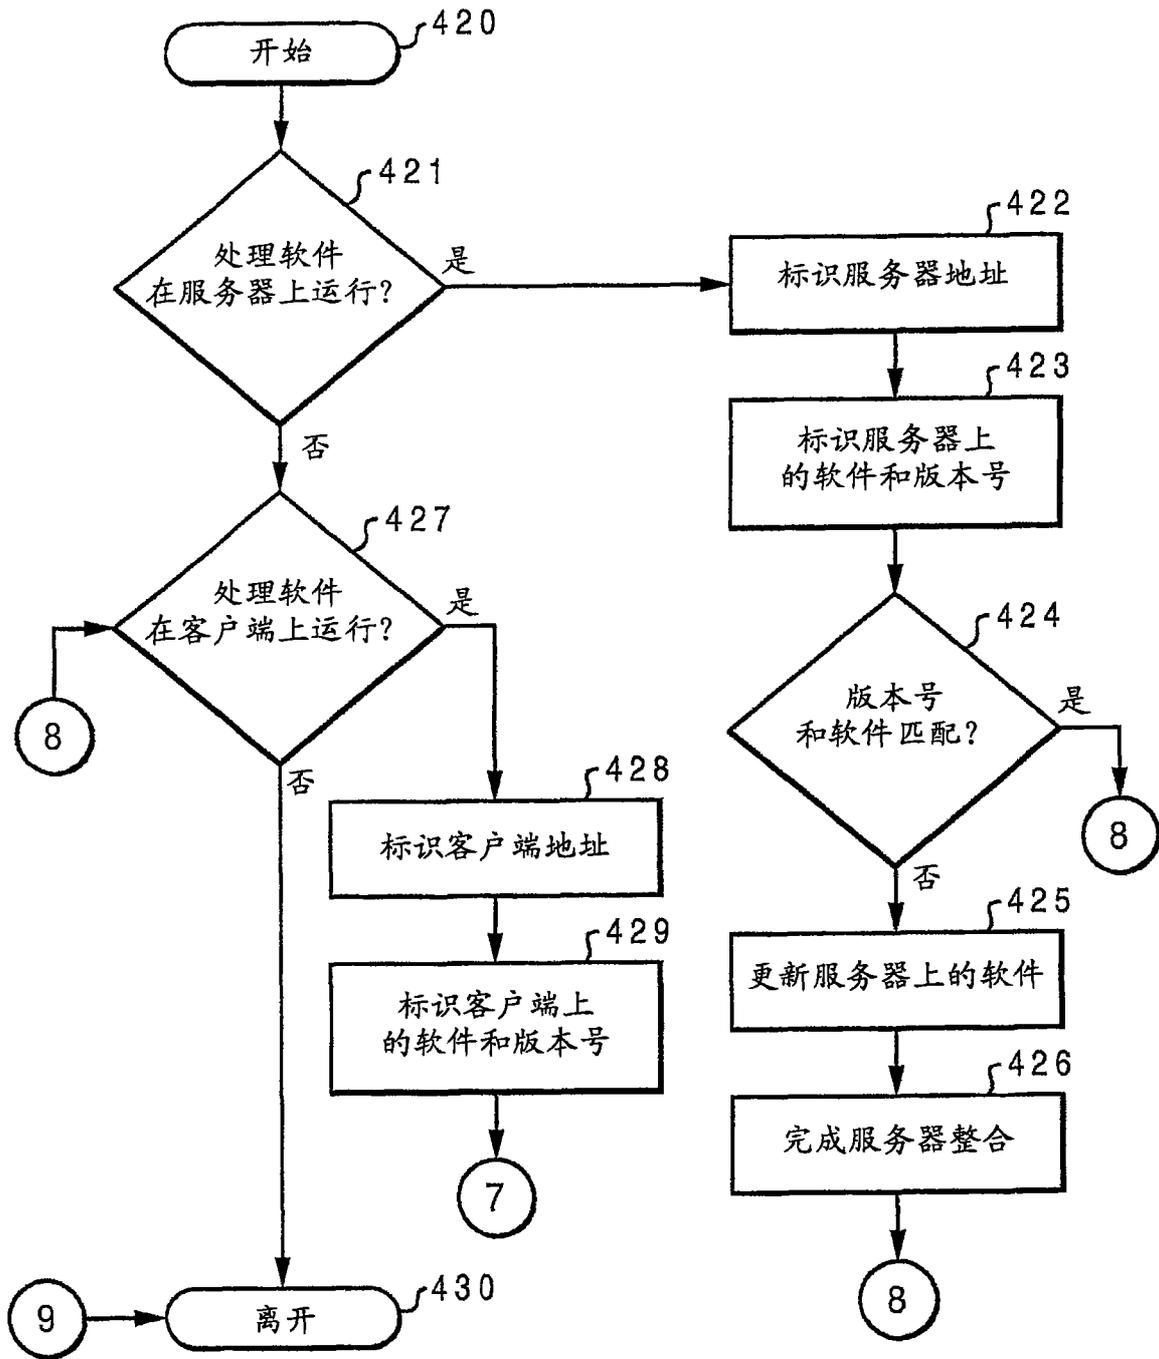 开始
420
421
处理软件
在服务器上运行?
是
否
422
标识服务器地址
423
标识服务器上
的软件和版本号
424
版本号
和软件匹配?
是
8
否
425
更新服务器上的软件
426
完成服务器整合
8
427
处理软件
在客户端上运行?
是
8
否
428
标识客户端地址
429
标识客户端上
的软件和版本号
7
9
离开
430